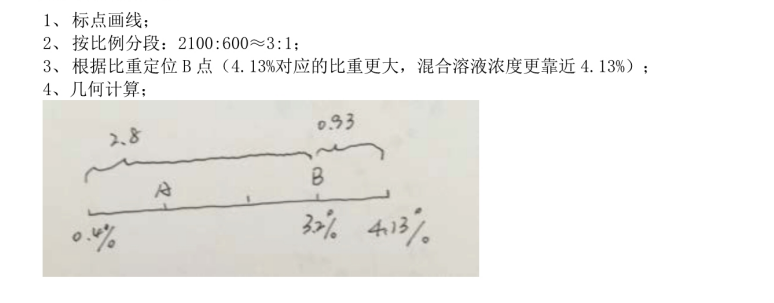 1、标点画线；
2、按比例分段：2100:600≈3:1；
3、根据比重定位 B 点（4.13%对应的比重更大，混合溶液浓度更靠近 4.13%）；
4、几何计算；
2.8 0.93
A B
0.4% 3.2% 4.13%